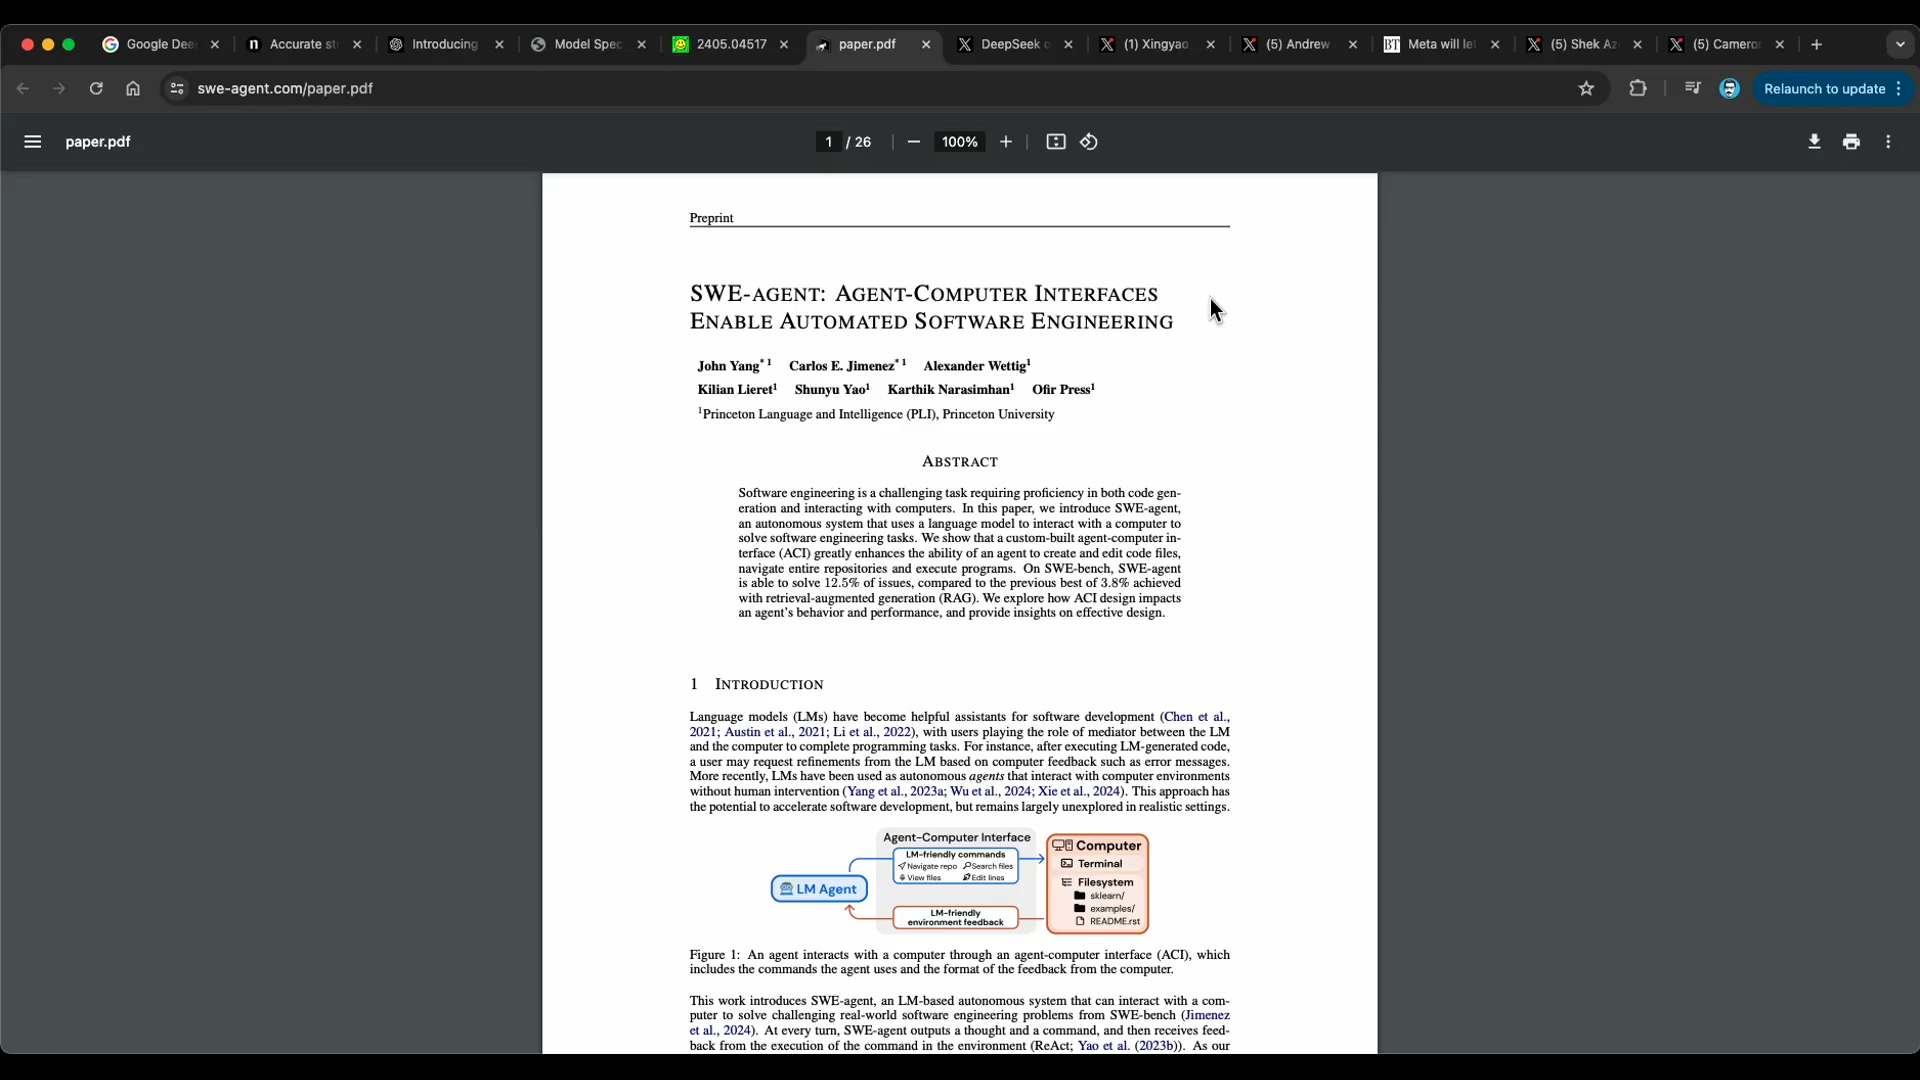 Google Dee
Accurate st
Introducing
Model Spec
2405.04517
paper.pdf
DeepSeek
(1) Xingyao
(5) Andrew
BT
Meta will le
(5) Shek Az
(5) Cameron
swe-agent.com/paper.pdf
Relaunch to update
paper.pdf
1 / 26
100%
Preprint
SWE-AGENT: AGENT-COMPUTER INTERFACES
ENABLE AUTOMATED SOFTWARE ENGINEERING
John Yang* 1 Carlos E. Jimenez* 1 Alexander Wettig1
Kilian Lieret1 Shunyu Yao1 Karthik Narasimhan1 Ofir Press1
1Princeton Language and Intelligence (PLI), Princeton University
ABSTRACT
Software engineering is a challenging task requiring proficiency in both code gen-
eration and interacting with computers. In this paper, we introduce SWE-agent,
an autonomous system that uses a language model to interact with a computer to
solve software engineering tasks. We show that a custom-built agent-computer in-
terface (ACI) greatly enhances the ability of an agent to create and edit code files,
navigate entire repositories and execute programs. On SWE-bench, SWE-agent
is able to solve 12.5% of issues, compared to the previous best of 3.8% achieved
with retrieval-augmented generation (RAG). We explore how ACI design impacts
an agent's behavior and performance, and provide insights on effective design.
1 INTRODUCTION
Language models (LMs) have become helpful assistants for software development (Chen et al.,
2021; Austin et al., 2021; Li et al., 2022), with users playing the role of mediator between the LM
and the computer to complete programming tasks. For instance, after executing LM-generated code,
a user may request refinements from the LM based on computer feedback such as error messages.
More recently, LMs have been used as autonomous agents that interact with computer environments
without human intervention (Yang et al., 2023a; Wu et al., 2024; Xie et al., 2024). This approach has
the potential to accelerate software development, but remains largely unexplored in realistic settings.
Agent-Computer Interface
LM-friendly commands
Navigate repo Search files
View files Edit lines
LM Agent
LM-friendly
environment feedback
Computer
Terminal
Filesystem
sklearn/
examples/
README.rst
Figure 1: An agent interacts with a computer through an agent-computer interface (ACI), which
includes the commands the agent uses and the format of the feedback from the computer.
This work introduces SWE-agent, an LM-based autonomous system that can interact with a com-
puter to solve challenging real-world software engineering problems from SWE-bench (Jimenez
et al., 2024). At every turn, SWE-agent outputs a thought and a command, and then receives feed-
back from the execution of the command in the environment (ReAct; Yao et al. (2023b)). As our